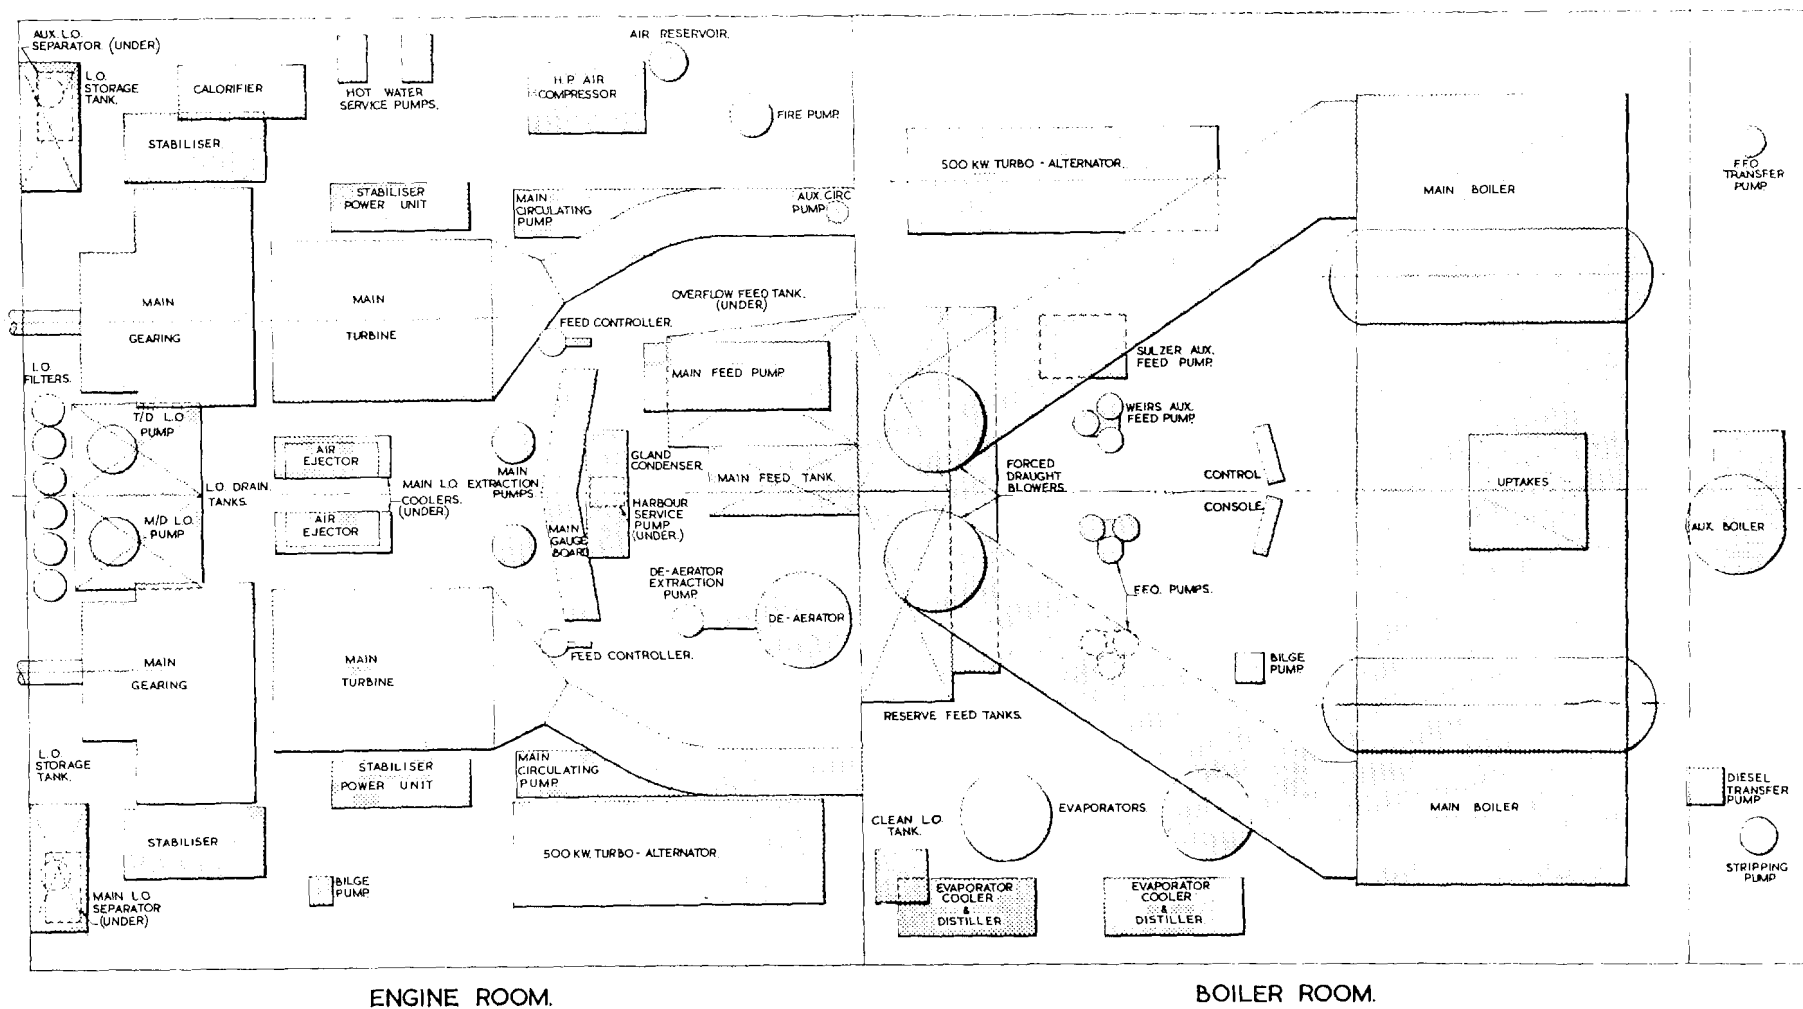 AUX. L.O.
SEPARATOR (UNDER)
L.O.
STORAGE
TANK.
CALORIFIER
STABILISER
HOT WATER
SERVICE PUMPS.
AIR RESERVOIR.
H.P. AIR
COMPRESSOR
FIRE PUMP.
STABILISER
POWER UNIT
MAIN
CIRCULATING
PUMP.
AUX. CIRC
PUMP.
500 KW. TURBO - ALTERNATOR.
MAIN BOILER
F.F.O.
TRANSFER
PUMP
MAIN
GEARING
MAIN
TURBINE
OVERFLOW FEED TANK.
(UNDER)
FEED CONTROLLER.
MAIN FEED PUMP
SULZER AUX.
FEED PUMP.
L.O.
FILTERS.
T/D L.O
PUMP
AIR
EJECTOR
L.O. DRAIN.
TANKS.
MAIN L.O.
COOLERS.
(UNDER)
EXTRACTION
MAIN
PUMPS.
GLAND
CONDENSER.
MAIN FEED TANK.
WEIRS AUX.
FEED PUMP.
FORCED
DRAUGHT
BLOWERS
CONTROL
CONSOLE.
UPTAKES
AUX BOILER
M/D L.O.
PUMP
AIR
EJECTOR
MAIN
GAUGE
BOARD
HARBOUR
SERVICE
PUMP
(UNDER.)
DE-AERATOR
EXTRACTION
PUMP.
DE-AERATOR
F.F.O. PUMPS.
FEED CONTROLLER.
BILGE
PUMP.
MAIN
GEARING
MAIN
TURBINE
RESERVE FEED TANKS.
L.O.
STORAGE
TANK.
STABILISER
POWER UNIT
MAIN
CIRCULATING
PUMP.
STABILISER
500 KW. TURBO - ALTERNATOR
CLEAN L.O.
TANK.
EVAPORATORS
MAIN BOILER
DIESEL
TRANSFER
PUMP
STRIPPING
PUMP
MAIN L.O
SEPARATOR
(UNDER)
BILGE
PUMP.
EVAPORATOR
COOLER
&
DISTILLER
EVAPORATOR
COOLER
&
DISTILLER
ENGINE ROOM.
BOILER ROOM.